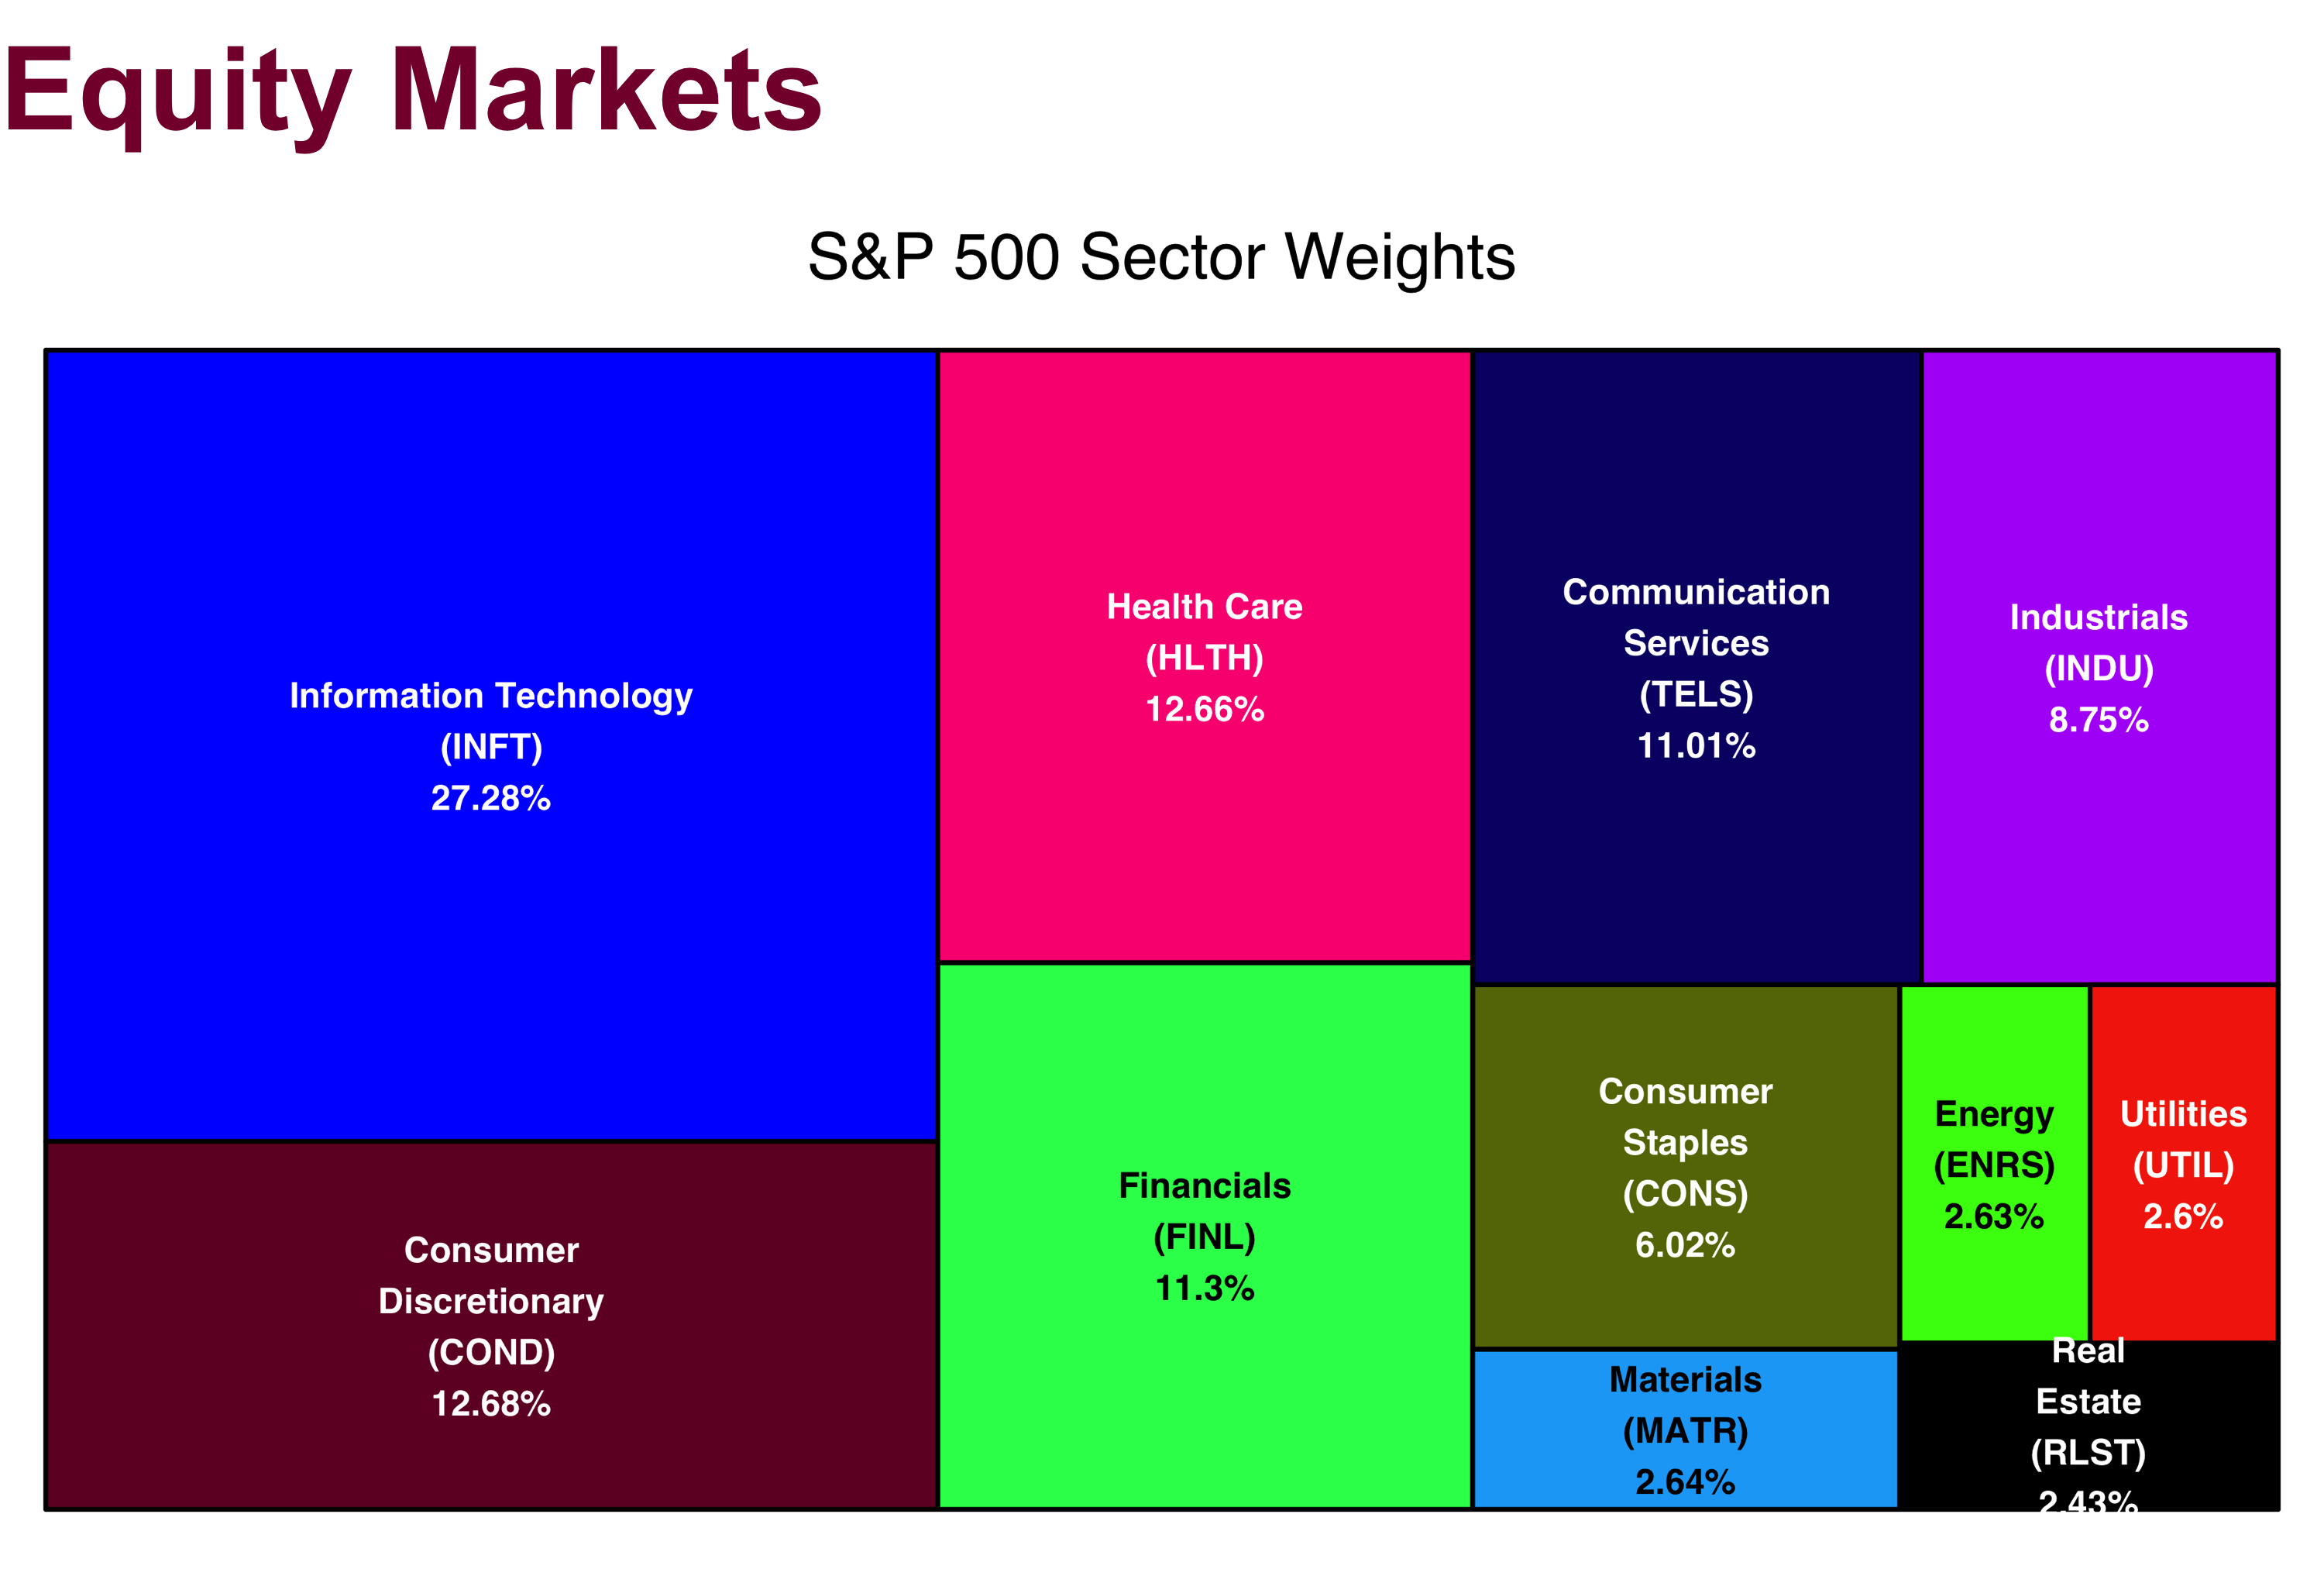 Equity Markets
S&P 500 Sector Weights
Information Technology
(INFT)
27.28%
Consumer
Discretionary
(COND)
12.68%
Health Care
(HLTH)
12.66%
Financials
(FINL)
11.3%
Communication
Services
(TELS)
11.01%
Industrials
(INDU)
8.75%
Consumer
Staples
(CONS)
6.02%
Materials
(MATR)
2.64%
Energy
(ENRS)
2.63%
Utilities
(UTIL)
2.6%
Real
Estate
(RLST)
2.43%